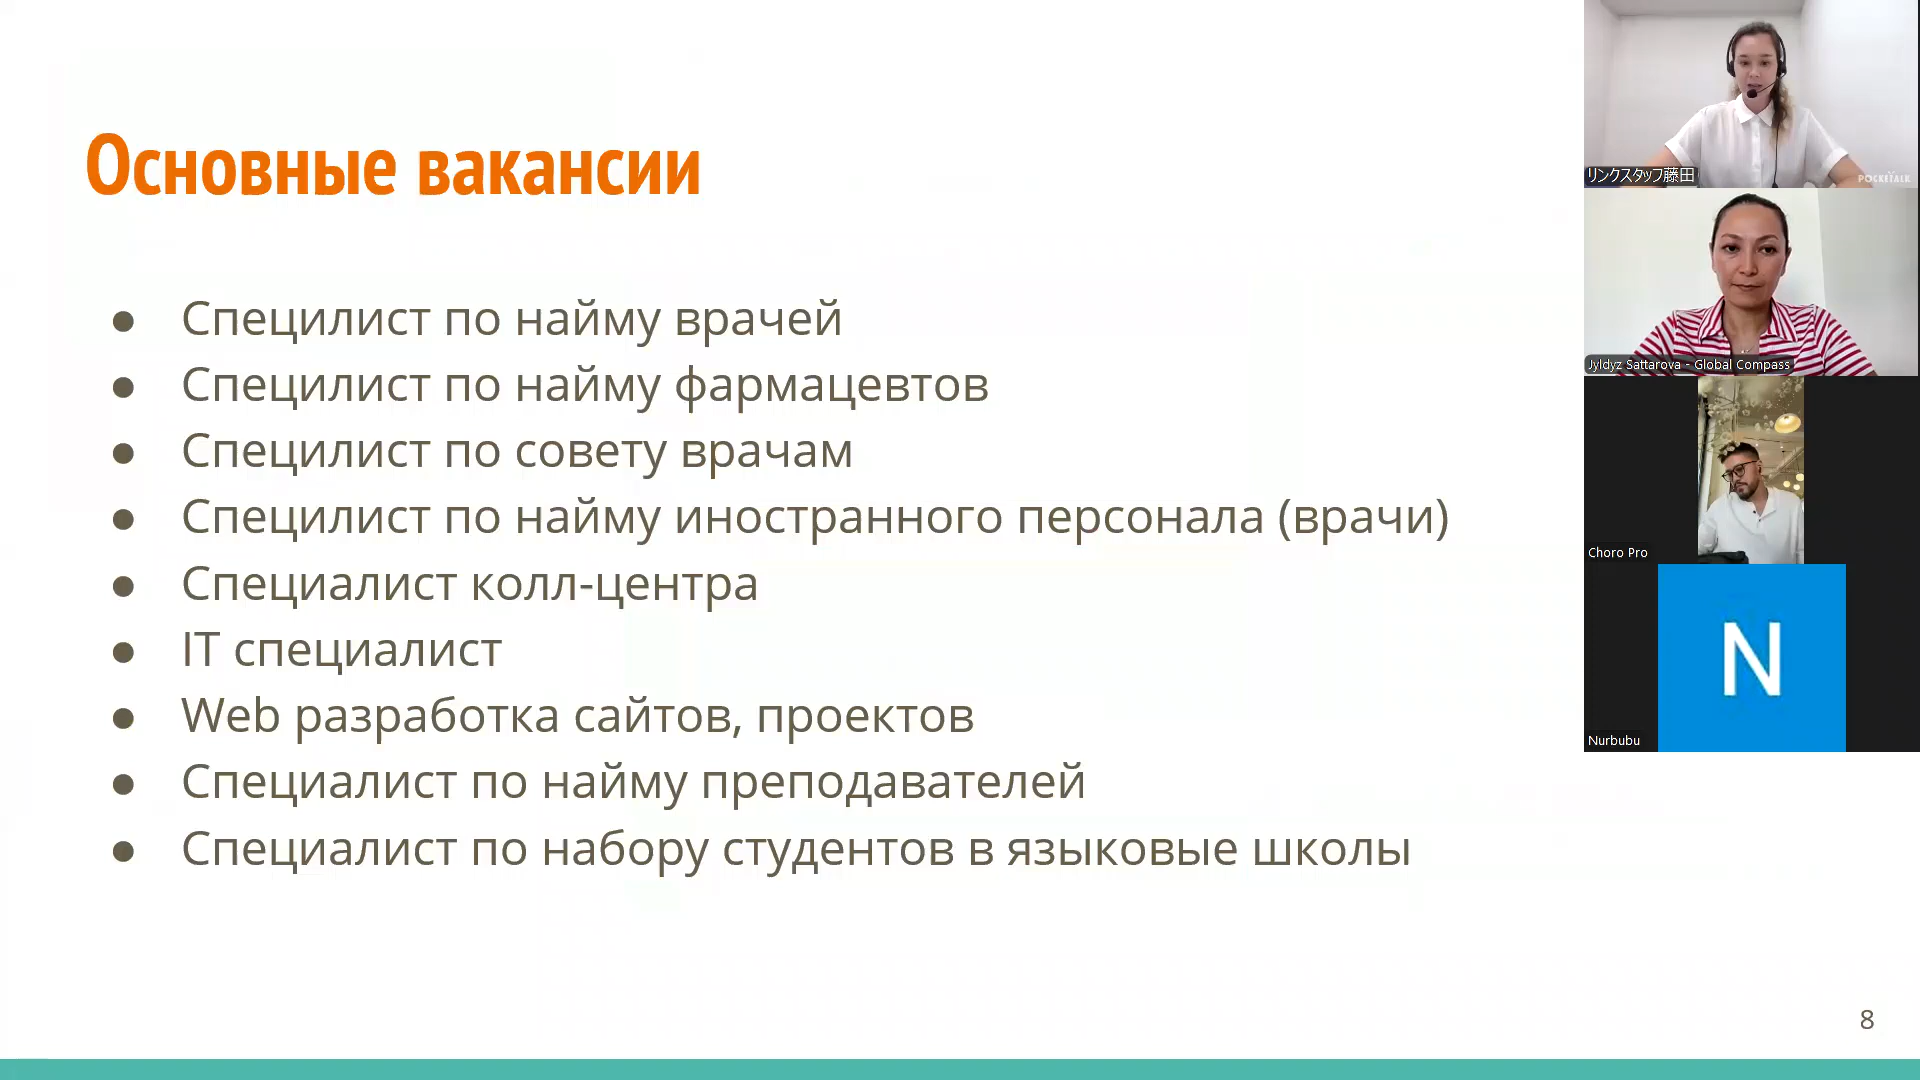 Основные вакансии
● Специлист по найму врачей
● Специлист по найму фармацевтов
● Специлист по совету врачам
● Специлист по найму иностранного персонала (врачи)
● Специалист колл-центра
● IT специалист
● Web разработка сайтов, проектов
● Специалист по найму преподавателей
● Специалист по набору студентов в языковые школы
8
リンクスタッフ藤田
POCKETALK
Jyldyz Sattarova - Global Compass
Choro Pro
N
Nurbubu